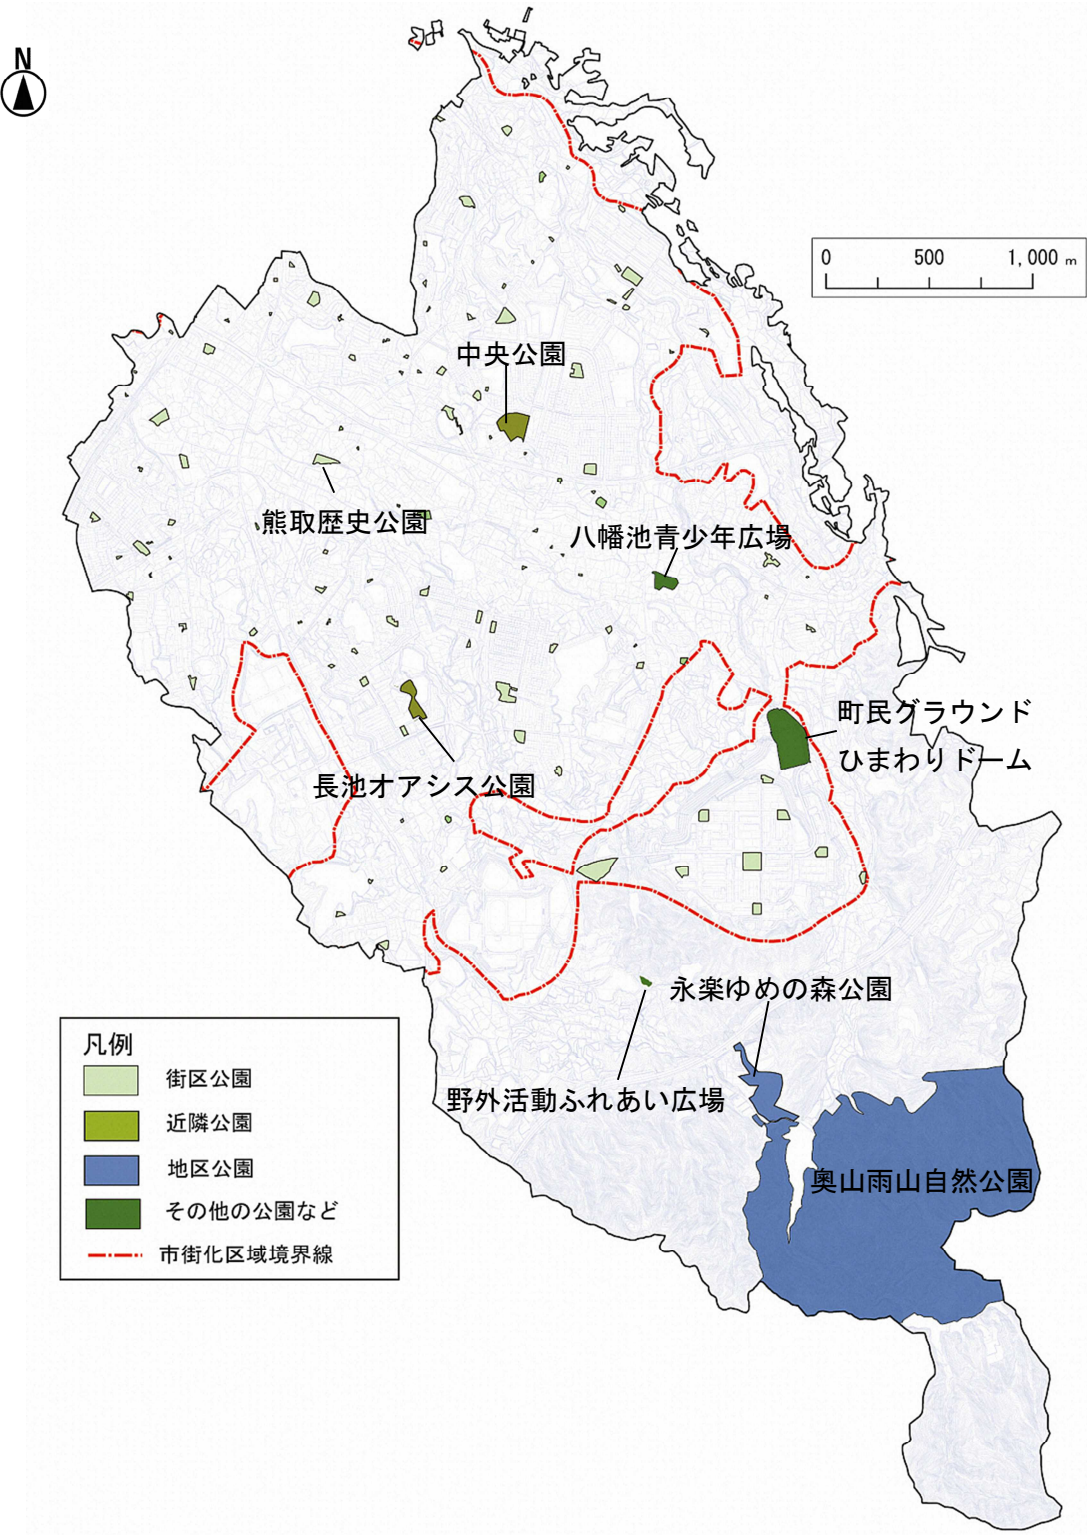 N
0 500 1,000 m
中央公園
熊取歴史公園
八幡池青少年広場
町民グラウンド
ひまわりドーム
長池オアシス公園
永楽ゆめの森公園
野外活動ふれあい広場
奥山雨山自然公園
凡例
街区公園
近隣公園
地区公園
その他の公園など
市街化区域境界線